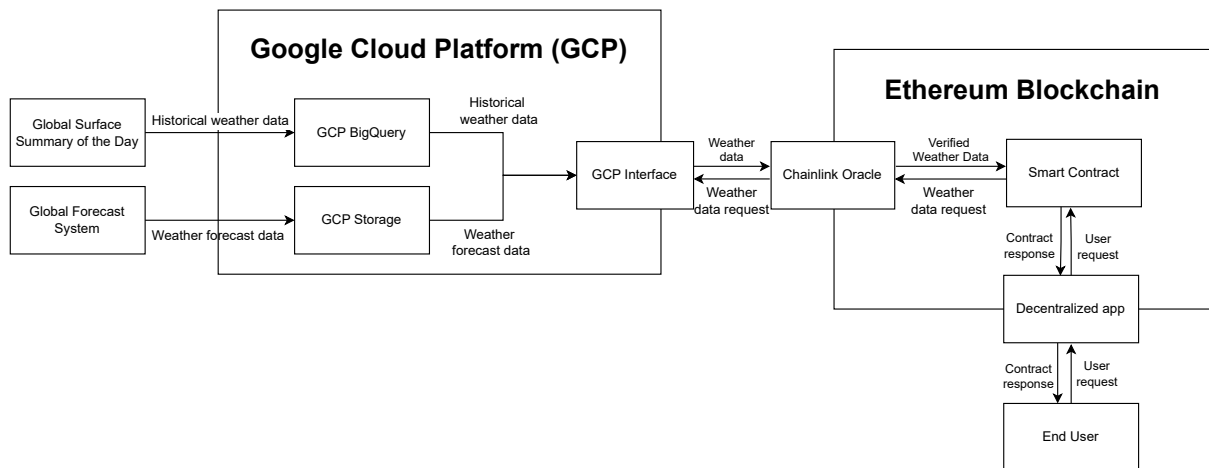 Google Cloud Platform (GCP)
Ethereum Blockchain
Global Surface
Summary of the Day
Historical weather data
GCP BigQuery
Historical
weather data
Global Forecast
System
Weather forecast data
GCP Storage
Weather
forecast data
GCP Interface
Weather
data
Weather
data request
Chainlink Oracle
Verified
Weather Data
Weather
data request
Smart Contract
Contract
response
User
request
Decentralized app
Contract
response
User
request
End User